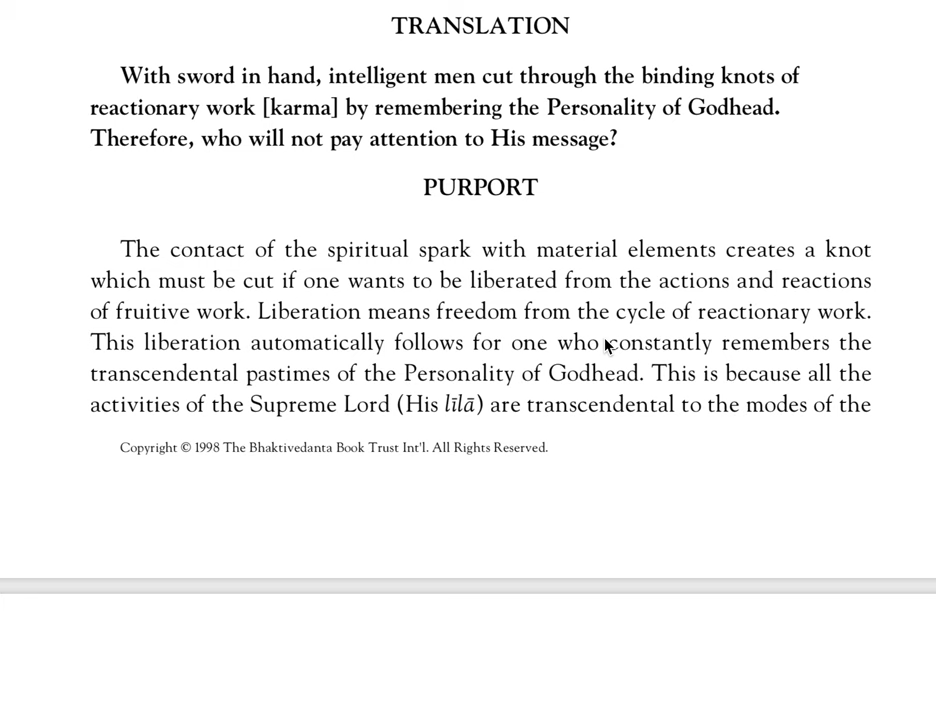 TRANSLATION
With sword in hand, intelligent men cut through the binding knots of
reactionary work [karma] by remembering the Personality of Godhead.
Therefore, who will not pay attention to His message?
PURPORT
The contact of the spiritual spark with material elements creates a knot
which must be cut if one wants to be liberated from the actions and reactions
of fruitive work. Liberation means freedom from the cycle of reactionary work.
This liberation automatically follows for one who constantly remembers the
transcendental pastimes of the Personality of Godhead. This is because all the
activities of the Supreme Lord (His līlā) are transcendental to the modes of the
Copyright © 1998 The Bhaktivedanta Book Trust Int'l. All Rights Reserved.